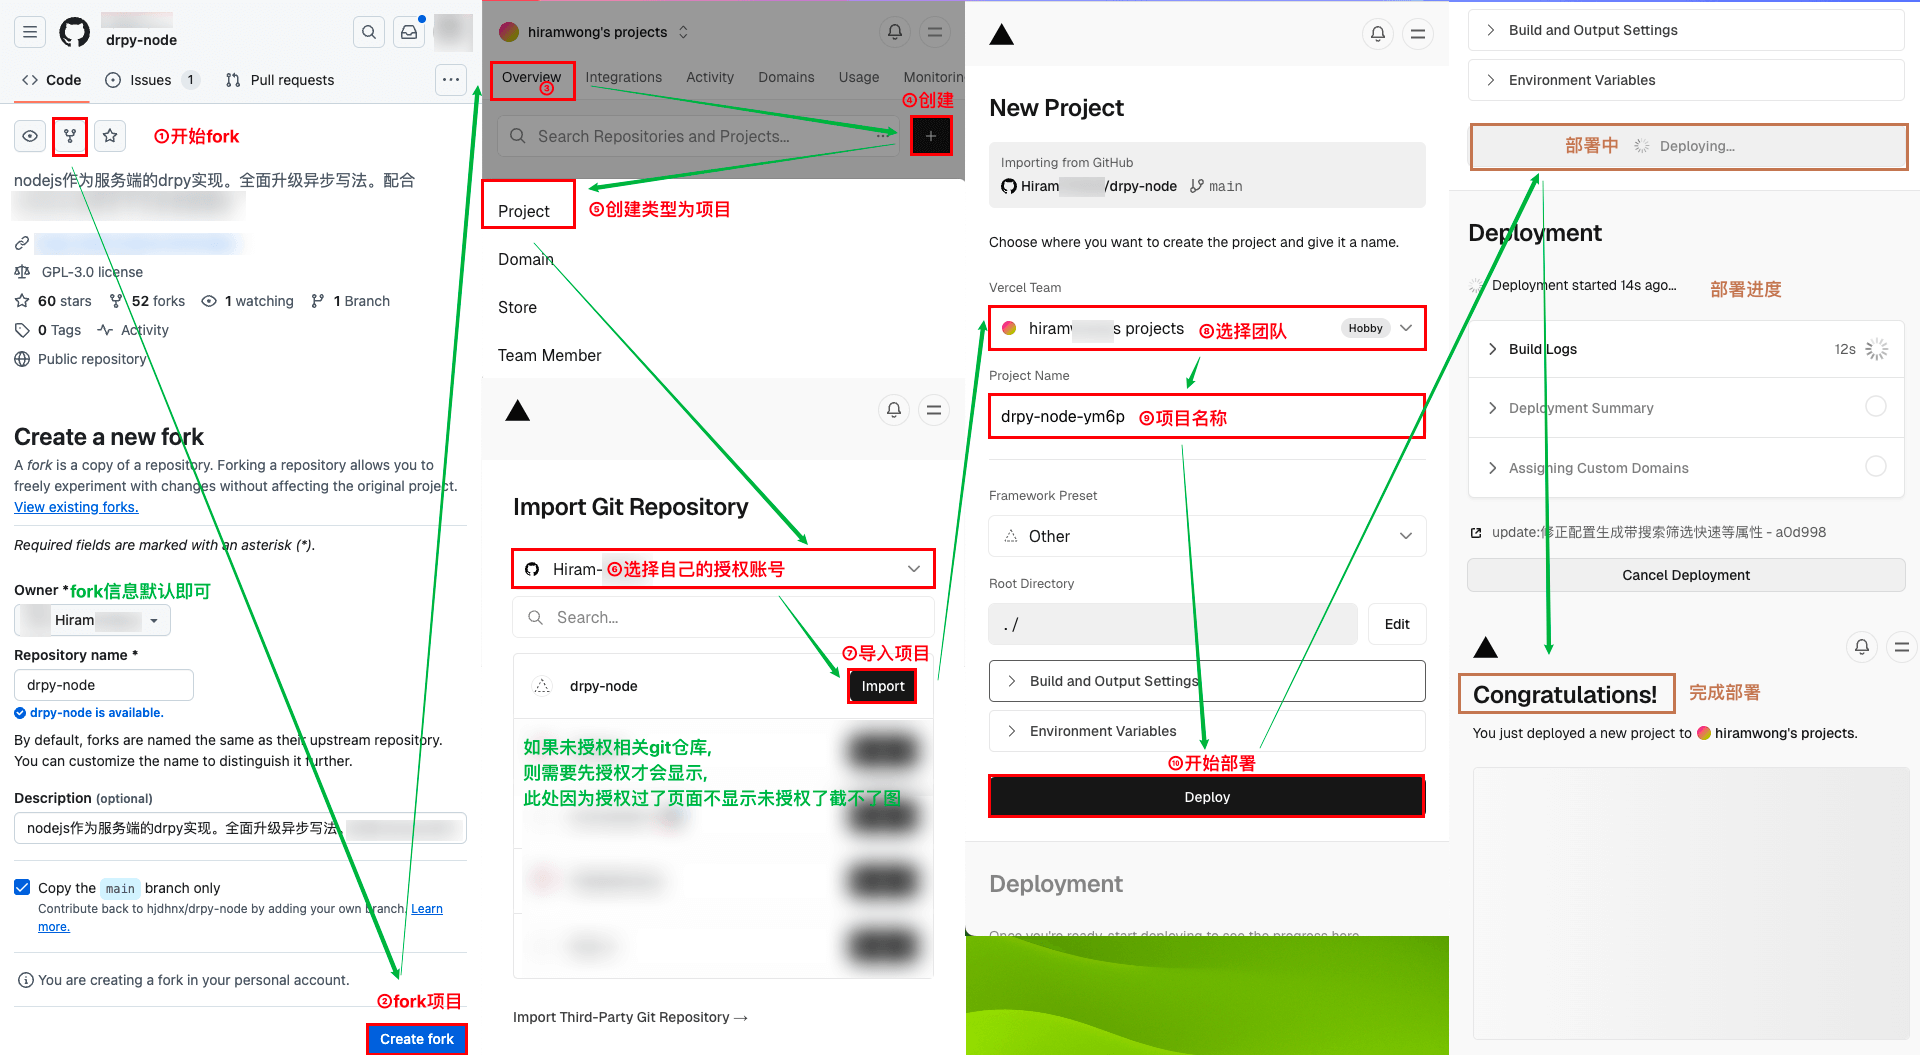 drpy-node
Code
Issues 1
Pull requests
①开始fork
nodejs作为服务端的drpy实现。全面升级异步写法。配合
GPL-3.0 license
60 stars 52 forks 1 watching 1 Branch
0 Tags Activity
Public repository
Create a new fork
A fork is a copy of a repository. Forking a repository allows you to
freely experiment with changes without affecting the original project.
View existing forks.
Required fields are marked with an asterisk (*).
Owner *
fork信息默认即可
Hiram
Repository name *
drpy-node
drpy-node is available.
By default, forks are named the same as their upstream repository.
You can customize the name to distinguish it further.
Description (optional)
nodejs作为服务端的drpy实现。全面升级异步写法。
Copy the main branch only
Contribute back to hjdhnx/drpy-node by adding your own branch. Learn
more.
You are creating a fork in your personal account.
②fork项目
Create fork
hiramwong's projects
Overview Integrations Activity Domains Usage Monitorin
③
④创建
Search Repositories and Projects...
...
+
Project
⑤创建类型为项目
Domain
Store
Team Member
Import Git Repository
Hiram-
⑥选择自己的授权账号
Search...
⑦导入项目
drpy-node
Import
如果未授权相关git仓库,
则需要先授权才会显示,
此处因为授权过了页面不显示未授权了截不了图
Import Third-Party Git Repository →
New Project
Importing from GitHub
Hiram /drpy-node main
Choose where you want to create the project and give it a name.
Vercel Team
hiramw s projects
⑧选择团队
Hobby
Project Name
drpy-node-ym6p
⑨项目名称
Framework Preset
Other
Root Directory
./
Edit
Build and Output Settings
Environment Variables
⑩开始部署
Deploy
Deployment
Once you're ready, start deploying to see the progress here
Build and Output Settings
Environment Variables
部署中
Deploying...
Deployment
Deployment started 14s ago...
部署进度
Build Logs 12s
Deployment Summary
Assigning Custom Domains
update:修正配置生成带搜索筛选快速等属性 - a0d998
Cancel Deployment
Congratulations!
完成部署
You just deployed a new project to hiramwong's projects.